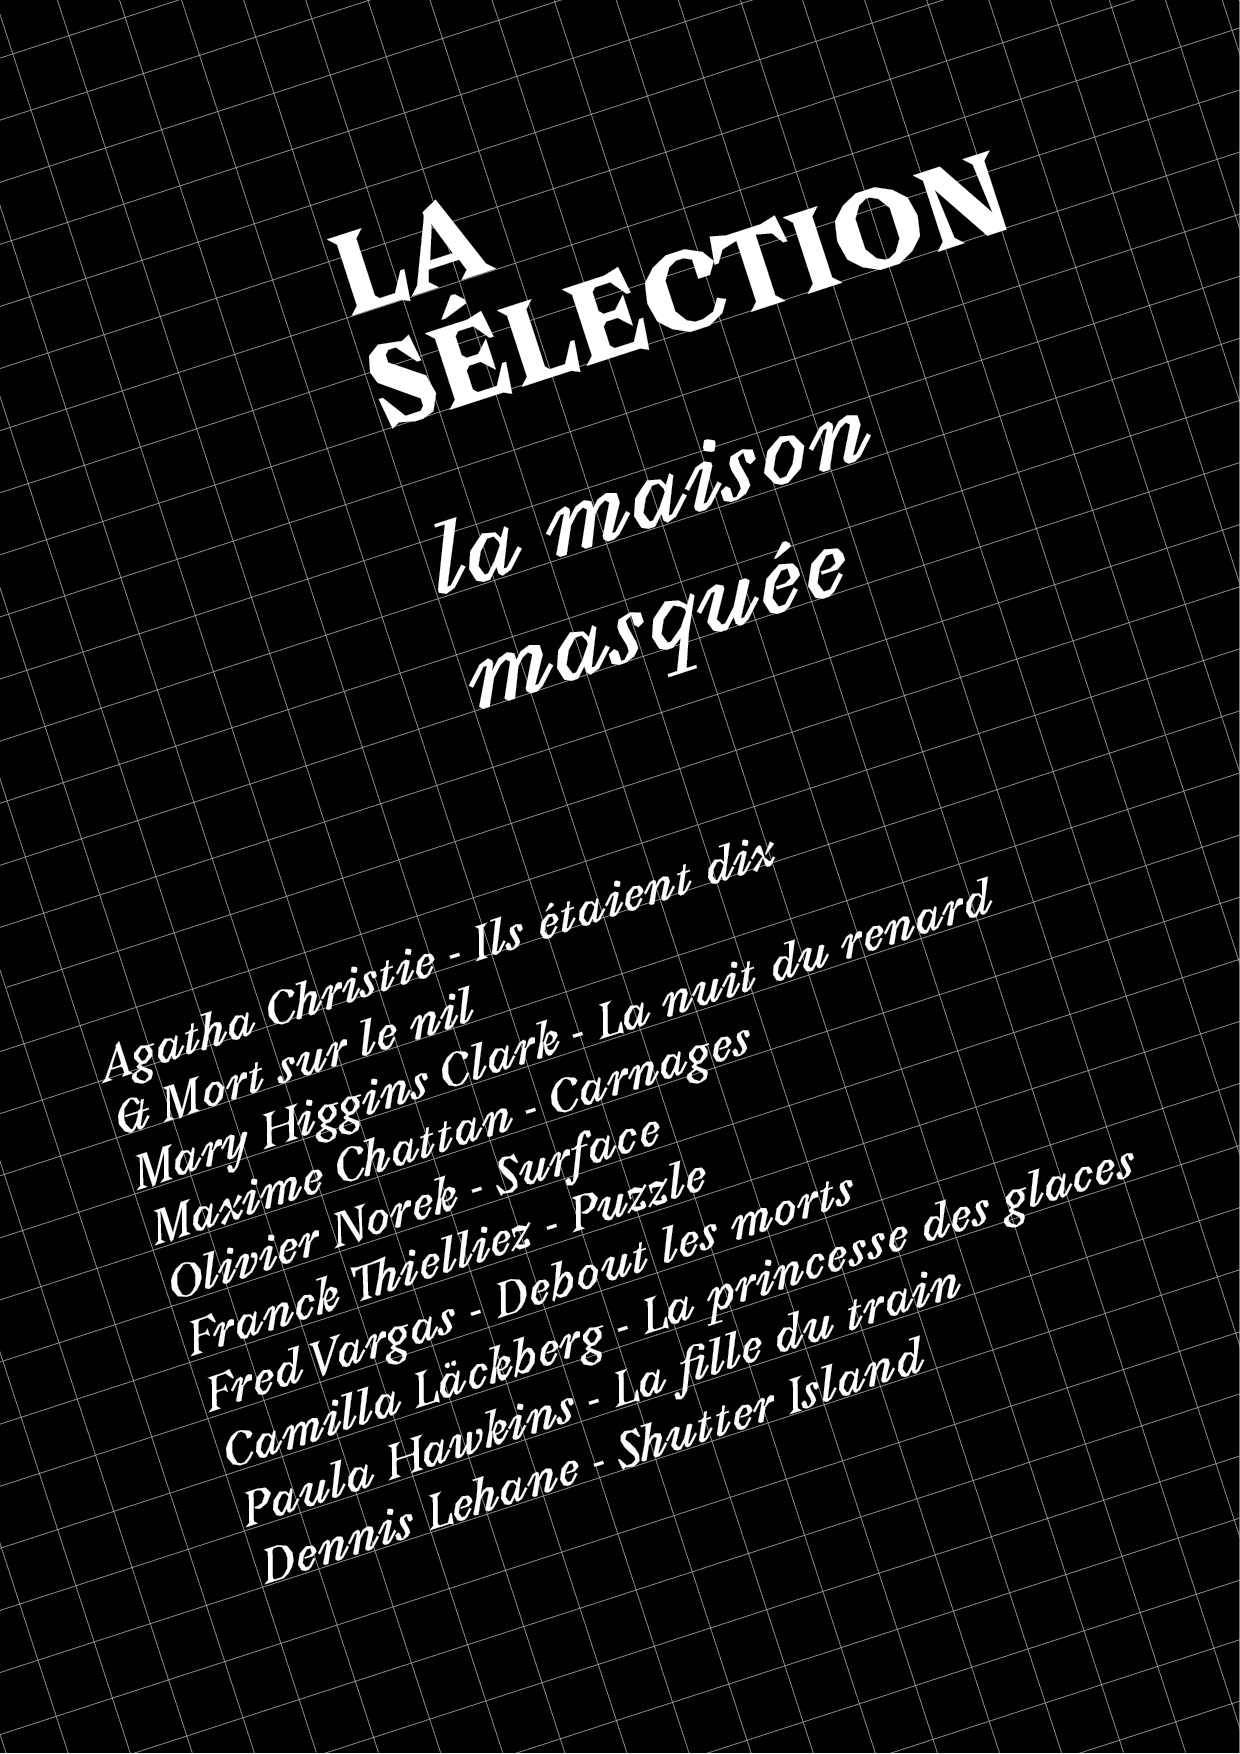 LA
SÉLECTION
la maison
masquée
Agatha Christie - Ils étaient dix
& Mort sur le nil
Mary Higgins Clark - La nuit du renard
Maxime Chattan - Carnages
Olivier Norek - Surface
Franck Thielliez - Puzzle
Fred Vargas - Debout les morts
Camilla Läckberg - La princesse des glaces
Paula Hawkins - La fille du train
Dennis Lehane - Shutter Island